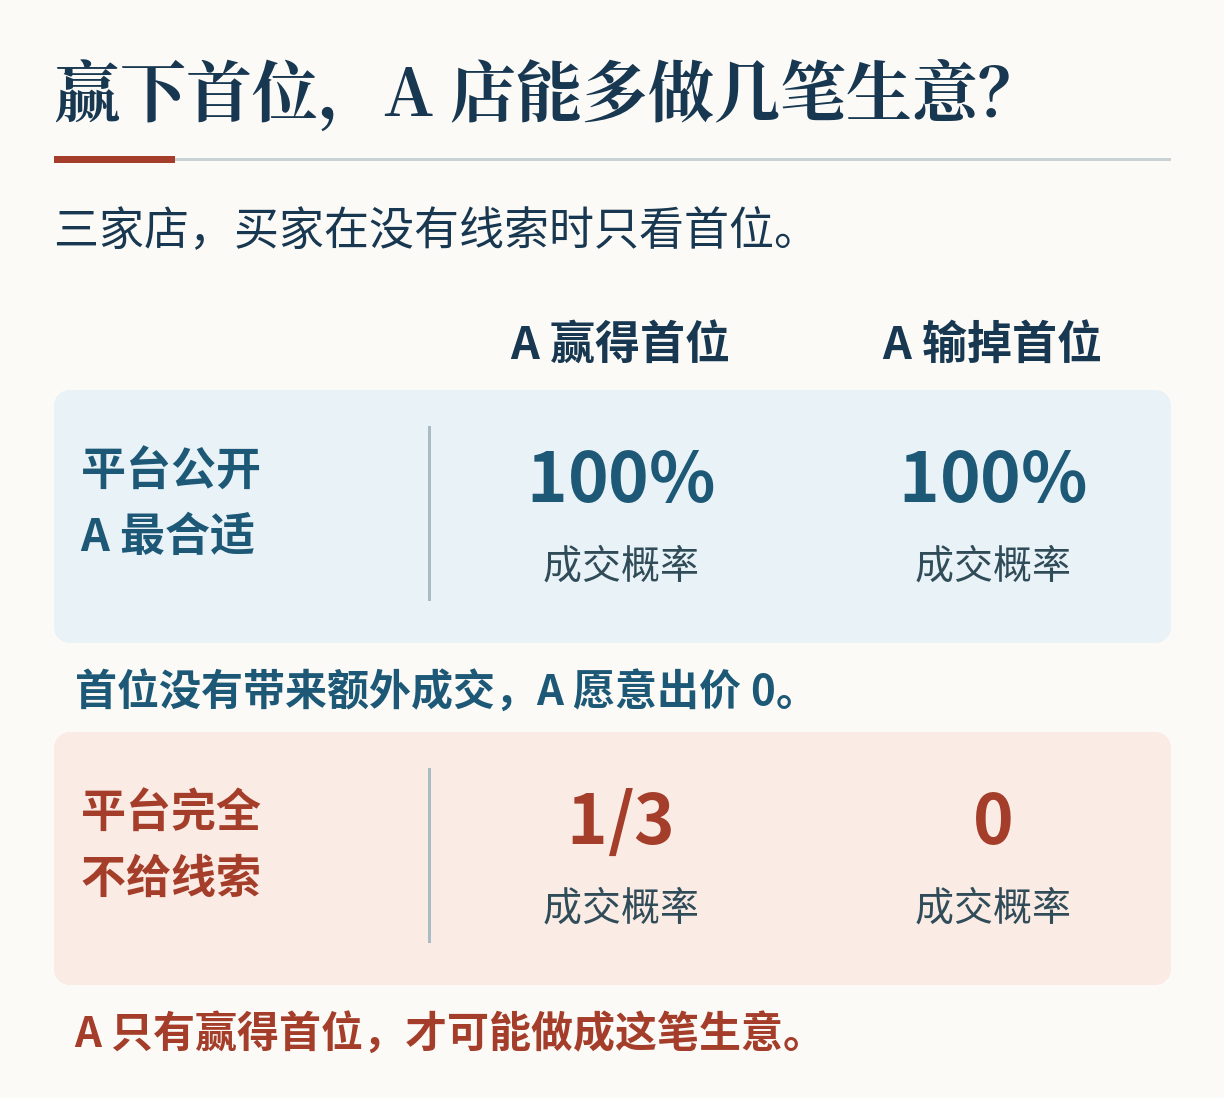 赢下首位，A 店能多做几笔生意？
三家店，买家在没有线索时只看首位。
A 赢得首位
A 输掉首位
平台公开
A 最合适
100%
100%
成交概率
成交概率
首位没有带来额外成交，A 愿意出价 0。
平台完全
不给线索
1/3
0
成交概率
成交概率
A 只有赢得首位，才可能做成这笔生意。